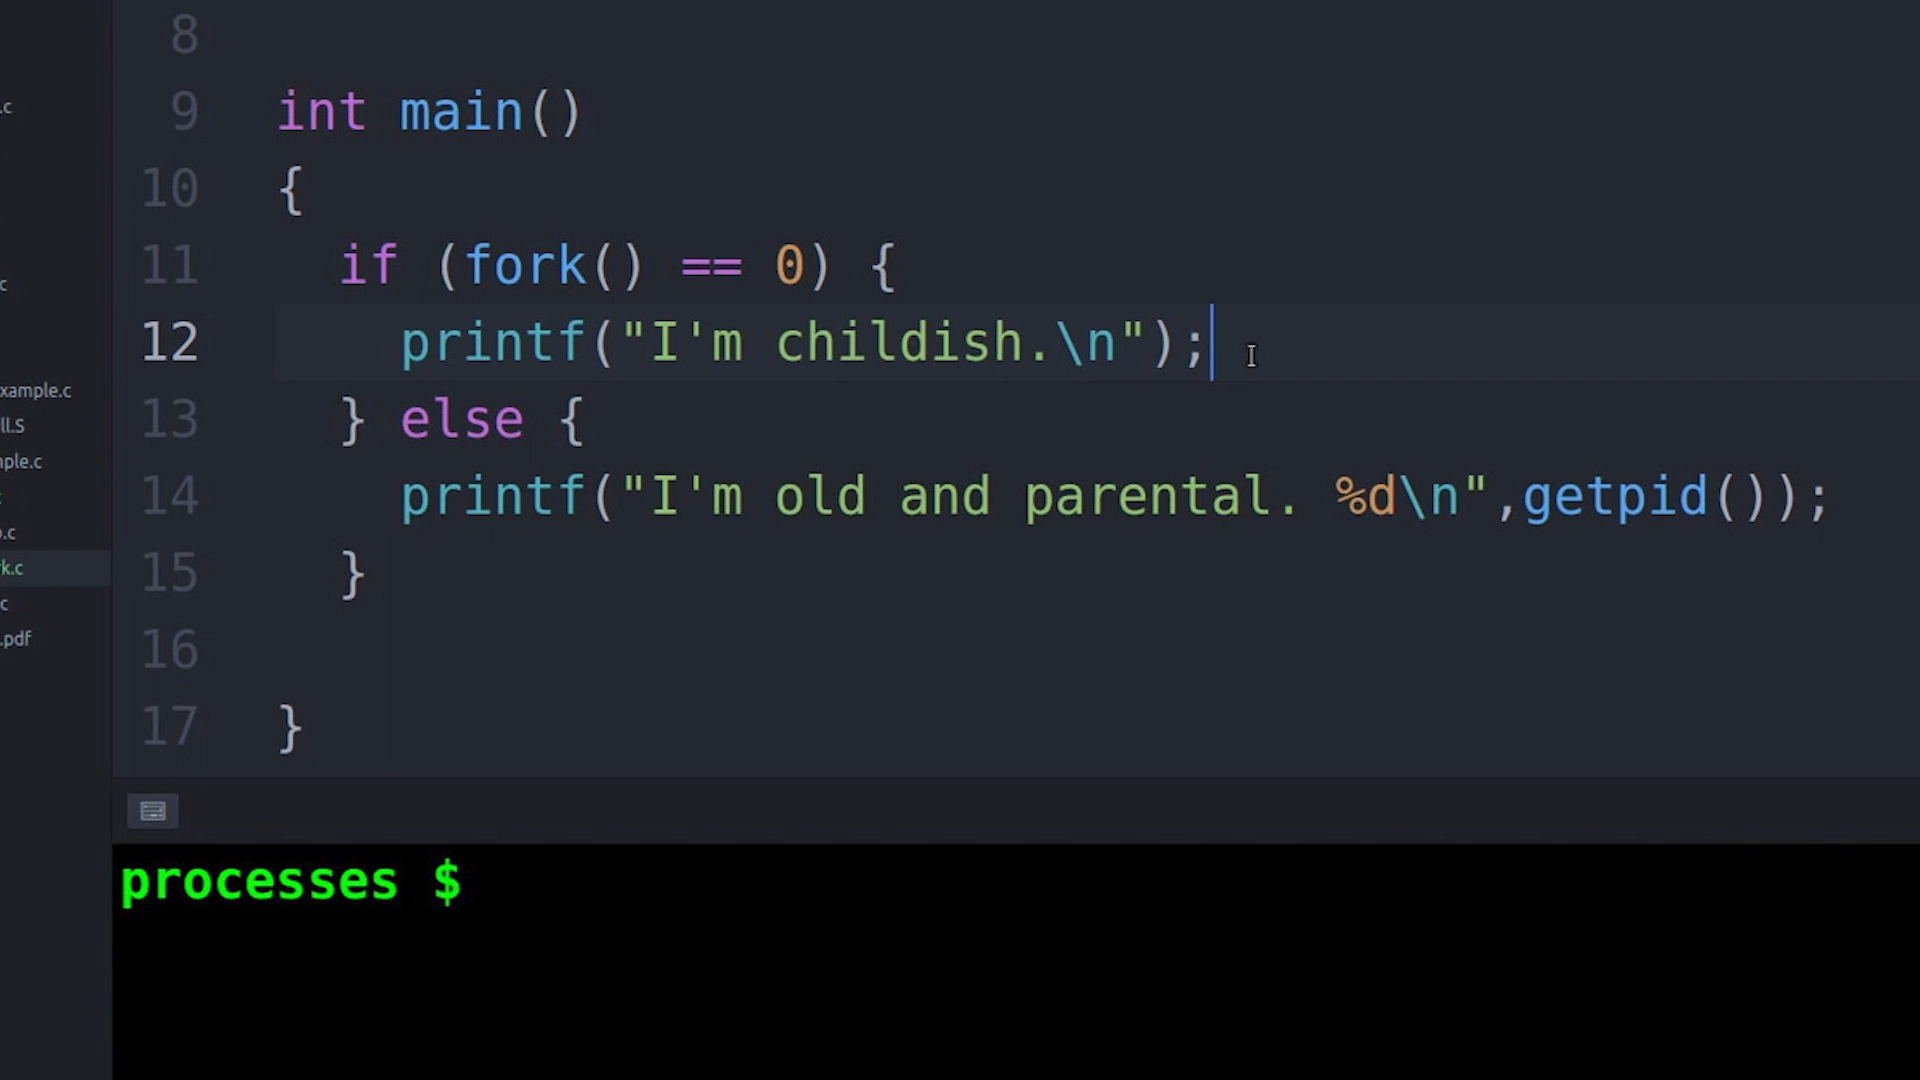 8
.c
9 int main()
10 {
c
11 if (fork() == 0) {
12 printf("I'm childish.\n");
xample.c
13 } else {
ll.S
nple.c
14 printf("I'm old and parental. %d\n",getpid());
o.c
k.c
15 }
c
.pdf
16
17 }
processes $